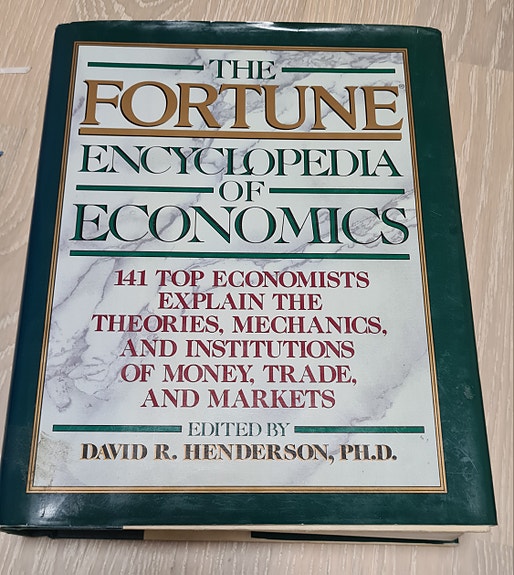 THE
FORTUNE®
ENCYCLOPEDIA
OF
ECONOMICS
141 TOP ECONOMISTS
EXPLAIN THE
THEORIES, MECHANICS,
AND INSTITUTIONS
OF MONEY, TRADE,
AND MARKETS
EDITED BY
DAVID R. HENDERSON, PH.D.